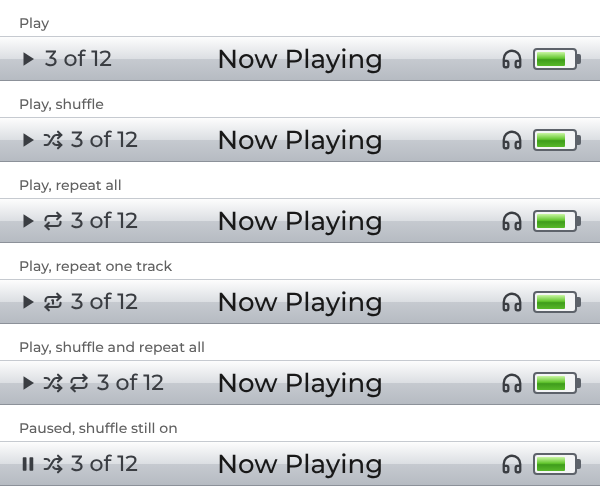 Play
3 of 12 Now Playing
Play, shuffle
3 of 12 Now Playing
Play, repeat all
3 of 12 Now Playing
Play, repeat one track
3 of 12 Now Playing
Play, shuffle and repeat all
3 of 12 Now Playing
Paused, shuffle still on
3 of 12 Now Playing